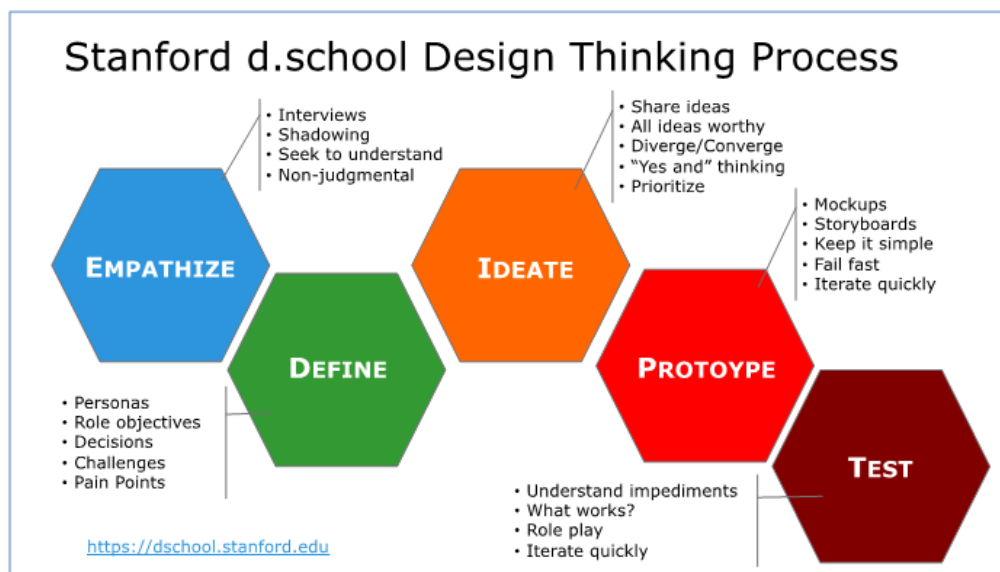 Stanford d.school Design Thinking Process
• Interviews
• Shadowing
• Seek to understand
• Non-judgmental
EMPATHIZE
• Personas
• Role objectives
• Decisions
• Challenges
• Pain Points
DEFINE
• Share ideas
• All ideas worthy
• Diverge/Converge
• “Yes and” thinking
• Prioritize
IDEATE
• Mockups
• Storyboards
• Keep it simple
• Fail fast
• Iterate quickly
PROTOYPE
• Understand impediments
• What works?
• Role play
• Iterate quickly
TEST
https://dschool.stanford.edu